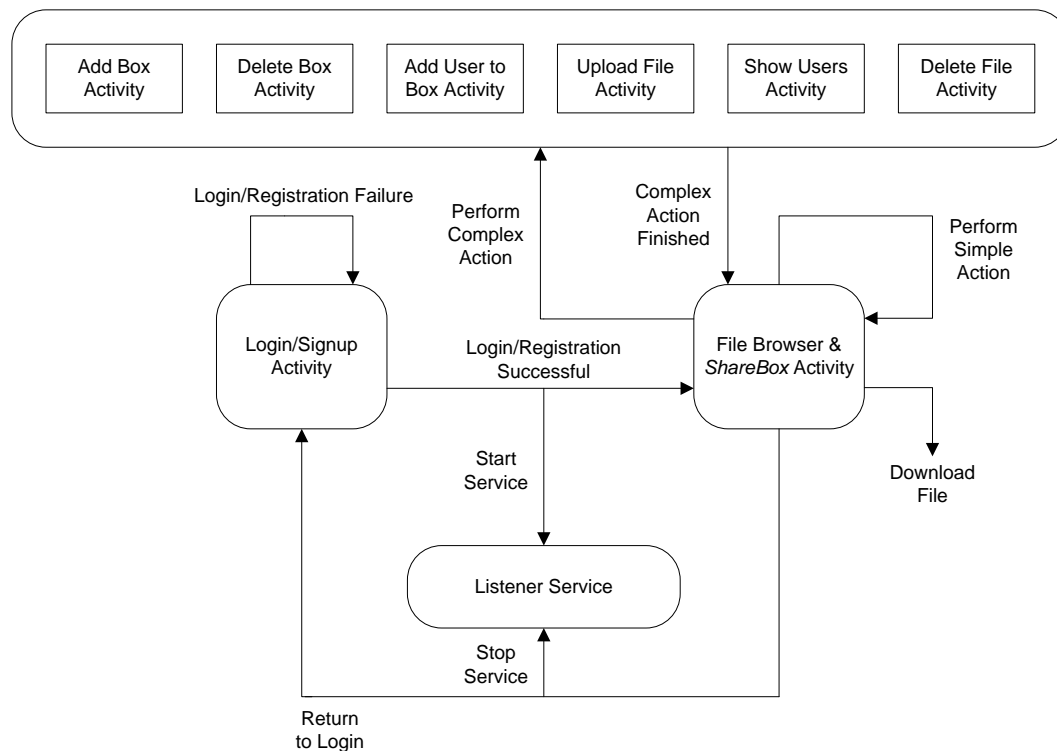 Add Box
Activity
Delete Box
Activity
Add User to
Box Activity
Upload File
Activity
Show Users
Activity
Delete File
Activity
Login/Registration Failure
Perform
Complex
Action
Complex
Action
Finished
Perform
Simple
Action
Login/Signup
Activity
Login/Registration
Successful
File Browser &
ShareBox Activity
Start
Service
Download
File
Listener Service
Stop
Service
Return
to Login